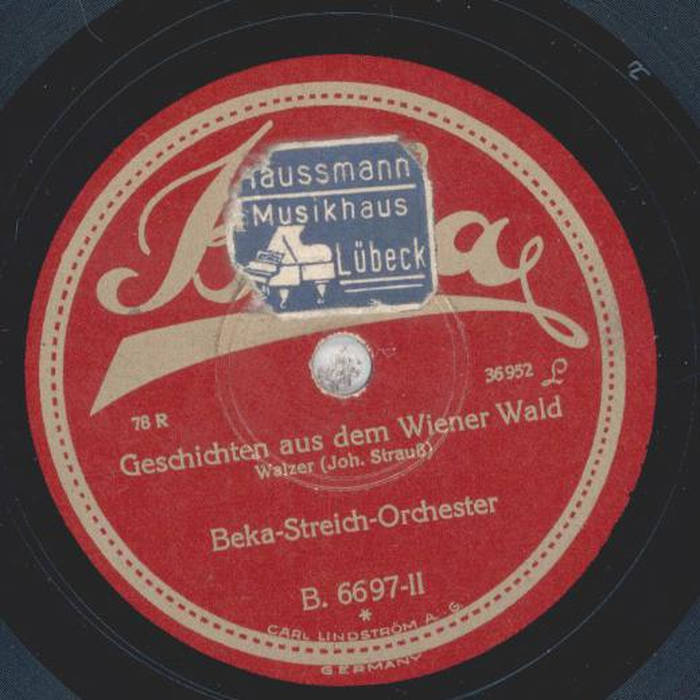 Haussmann
Musikhaus
Lübeck
78 R
36952 L
Geschichten aus dem Wiener Wald
Walzer (Joh. Strauß)
Beka-Streich-Orchester
B. 6697-II
*
CARL LINDSTRÖM A. G.
GERMANY